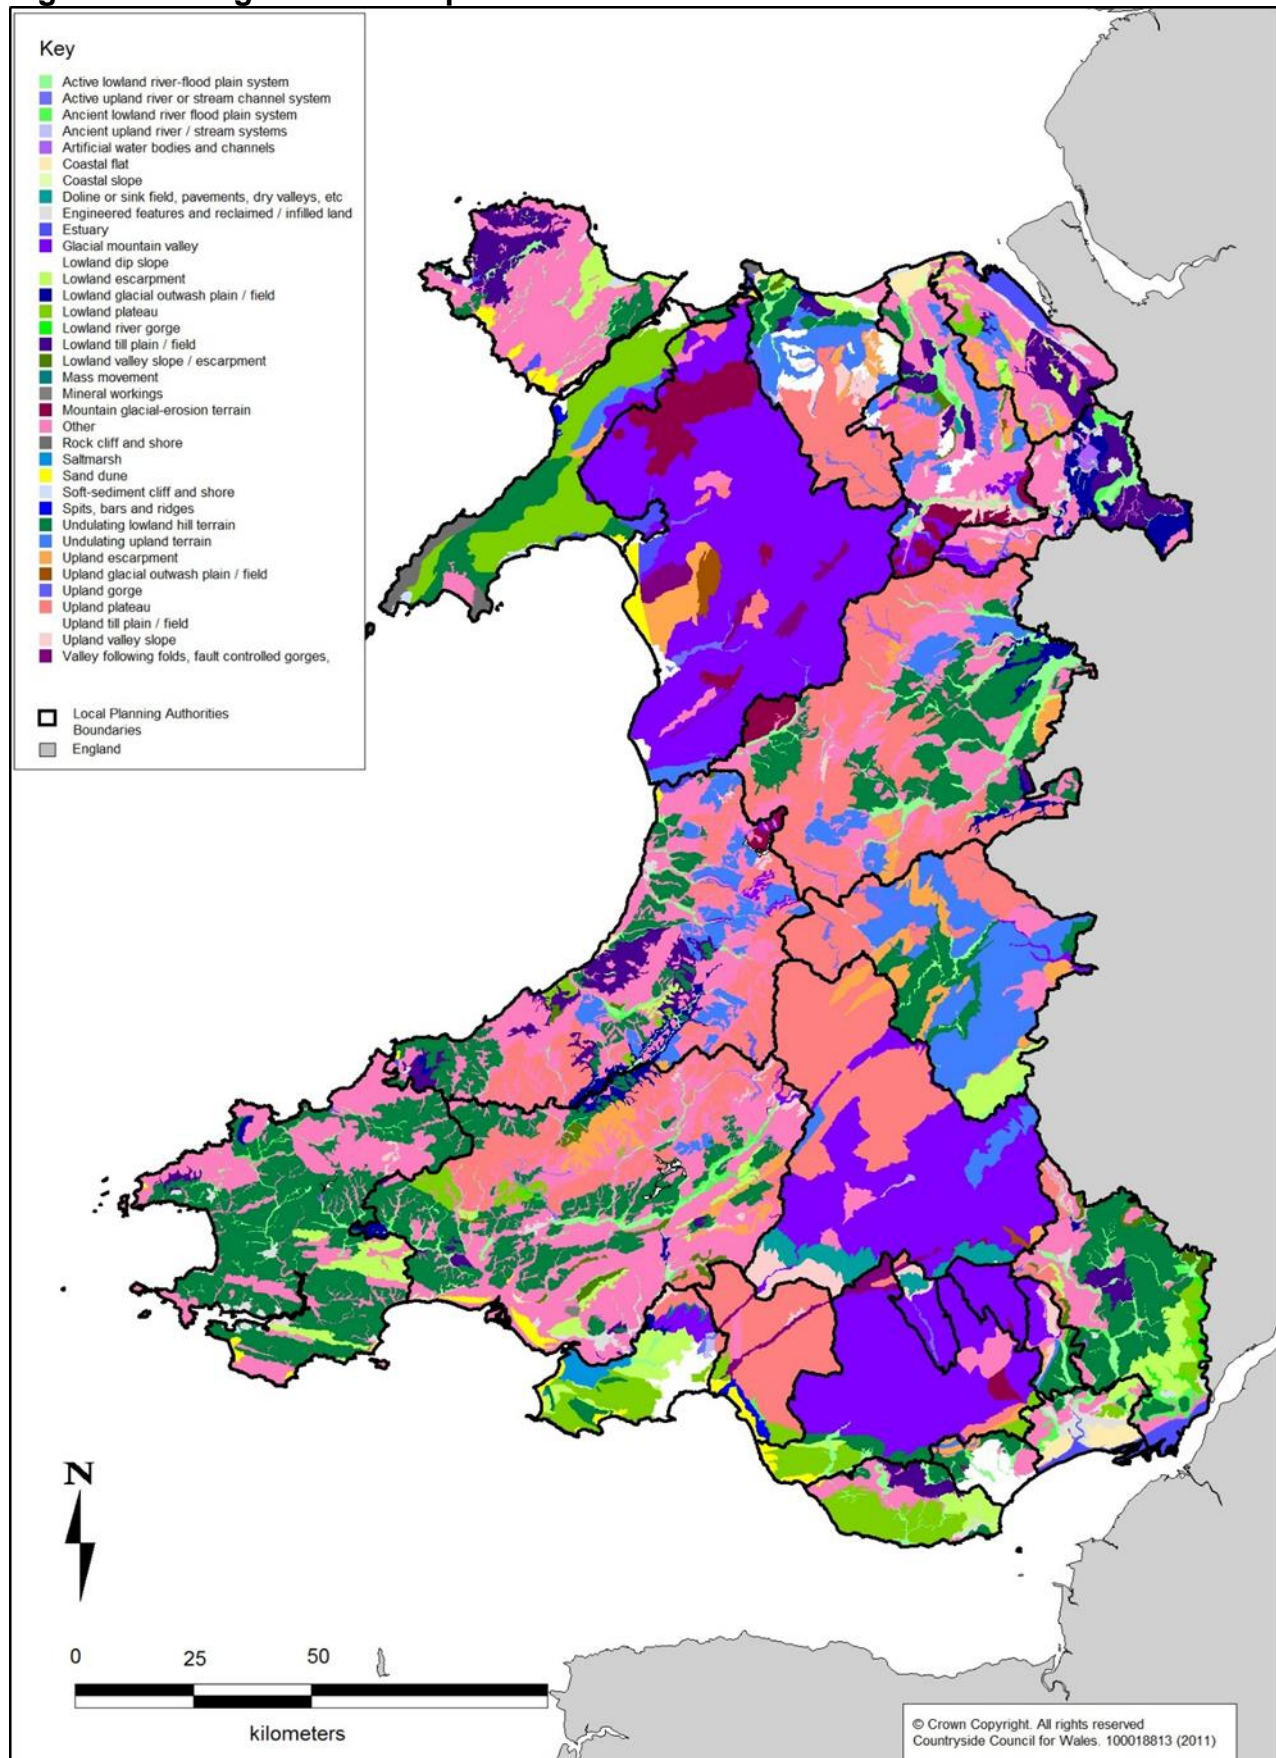 Key
Active lowland river-flood plain system
Active upland river or stream channel system
Ancient lowland river flood plain system
Ancient upland river / stream systems
Artificial water bodies and channels
Coastal flat
Coastal slope
Doline or sink field, pavements, dry valleys, etc
Engineered features and reclaimed / infilled land
Estuary
Glacial mountain valley
Lowland dip slope
Lowland escarpment
Lowland glacial outwash plain / field
Lowland plateau
Lowland river gorge
Lowland till plain / field
Lowland valley slope / escarpment
Mass movement
Mineral workings
Mountain glacial-erosion terrain
Other
Rock cliff and shore
Saltmarsh
Sand dune
Soft-sediment cliff and shore
Spits, bars and ridges
Undulating lowland hill terrain
Undulating upland terrain
Upland escarpment
Upland glacial outwash plain / field
Upland gorge
Upland plateau
Upland till plain / field
Upland valley slope
Valley following folds, fault controlled gorges,
Local Planning Authorities
Boundaries
England
N
0 25 50
kilometers
© Crown Copyright. All rights reserved
Countryside Council for Wales. 100018813 (2011)